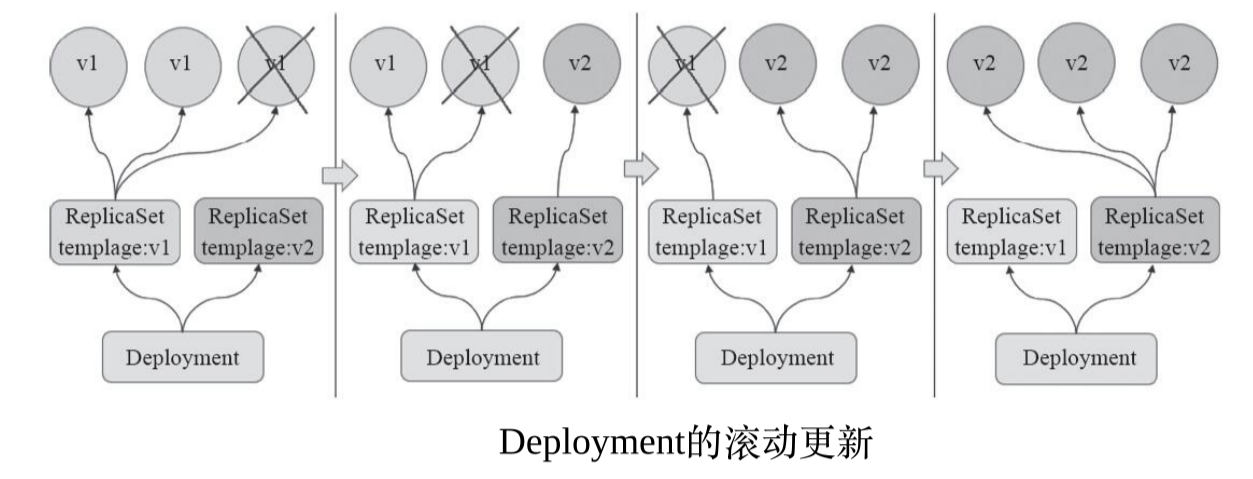 v1 v1 v1
ReplicaSet
templage:v1
ReplicaSet
templage:v2
Deployment
v1 v1 v2
ReplicaSet
templage:v1
ReplicaSet
templage:v2
Deployment
v1 v2 v2
ReplicaSet
templage:v1
ReplicaSet
templage:v2
Deployment
v2 v2 v2
ReplicaSet
templage:v1
ReplicaSet
templage:v2
Deployment
Deployment的滚动更新